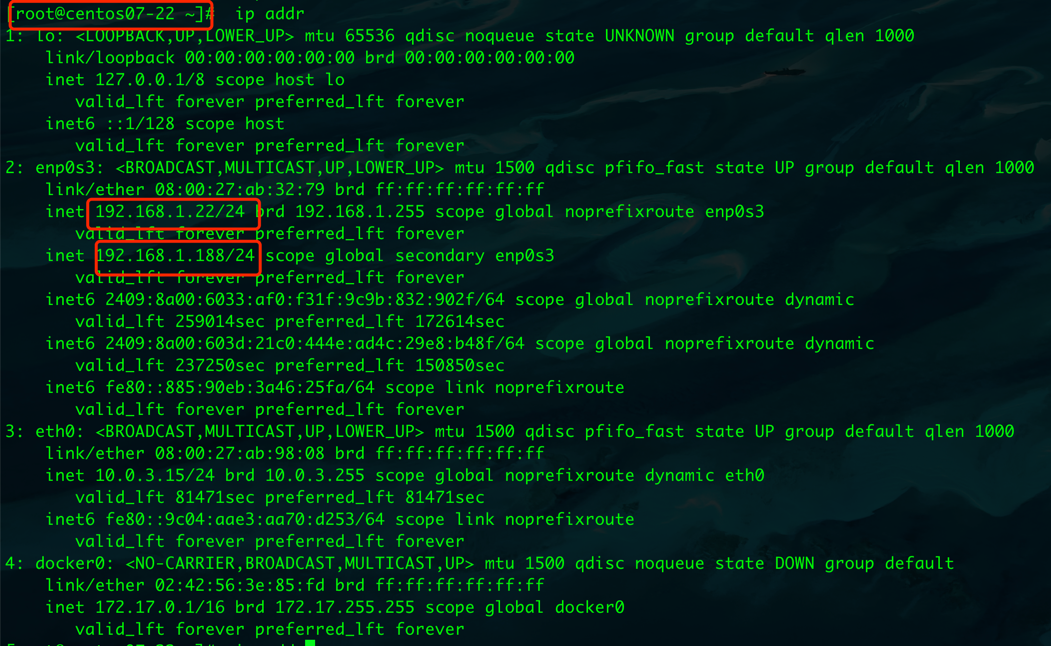 [root@centos07-22 ~]# ip addr
1: lo: <LOOPBACK,UP,LOWER_UP> mtu 65536 qdisc noqueue state UNKNOWN group default qlen 1000
link/loopback 00:00:00:00:00:00 brd 00:00:00:00:00:00
inet 127.0.0.1/8 scope host lo
valid_lft forever preferred_lft forever
inet6 ::1/128 scope host
valid_lft forever preferred_lft forever
2: enp0s3: <BROADCAST,MULTICAST,UP,LOWER_UP> mtu 1500 qdisc pfifo_fast state UP group default qlen 1000
link/ether 08:00:27:ab:32:79 brd ff:ff:ff:ff:ff:ff
inet 192.168.1.22/24 brd 192.168.1.255 scope global noprefixroute enp0s3
valid_lft forever preferred_lft forever
inet 192.168.1.188/24 scope global secondary enp0s3
valid_lft forever preferred_lft forever
inet6 2409:8a00:6033:af0:f31f:9c9b:832:902f/64 scope global noprefixroute dynamic
valid_lft 259014sec preferred_lft 172614sec
inet6 2409:8a00:603d:21c0:444e:ad4c:29e8:b48f/64 scope global noprefixroute dynamic
valid_lft 237250sec preferred_lft 150850sec
inet6 fe80::885:90eb:3a46:25fa/64 scope link noprefixroute
valid_lft forever preferred_lft forever
3: eth0: <BROADCAST,MULTICAST,UP,LOWER_UP> mtu 1500 qdisc pfifo_fast state UP group default qlen 1000
link/ether 08:00:27:ab:98:08 brd ff:ff:ff:ff:ff:ff
inet 10.0.3.15/24 brd 10.0.3.255 scope global noprefixroute dynamic eth0
valid_lft 81471sec preferred_lft 81471sec
inet6 fe80::9c04:aae3:aa70:d253/64 scope link noprefixroute
valid_lft forever preferred_lft forever
4: docker0: <NO-CARRIER,BROADCAST,MULTICAST,UP> mtu 1500 qdisc noqueue state DOWN group default
link/ether 02:42:56:3e:85:fd brd ff:ff:ff:ff:ff:ff
inet 172.17.0.1/16 brd 172.17.255.255 scope global docker0
valid_lft forever preferred_lft forever